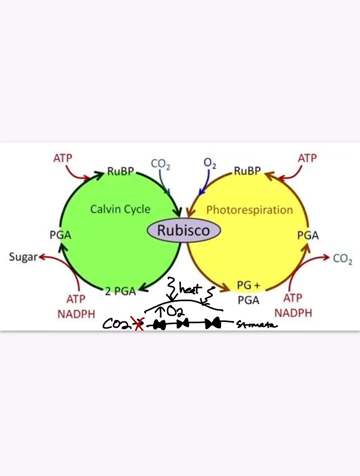 ATP
RuBP
CO₂
O₂
RuBP
ATP
Calvin Cycle
Photorespiration
PGA
Rubisco
PGA
Sugar
CO₂
2 PGA
heat
PG +
PGA
ATP
NADPH
ATP
NADPH
↑O2
CO2
stomata